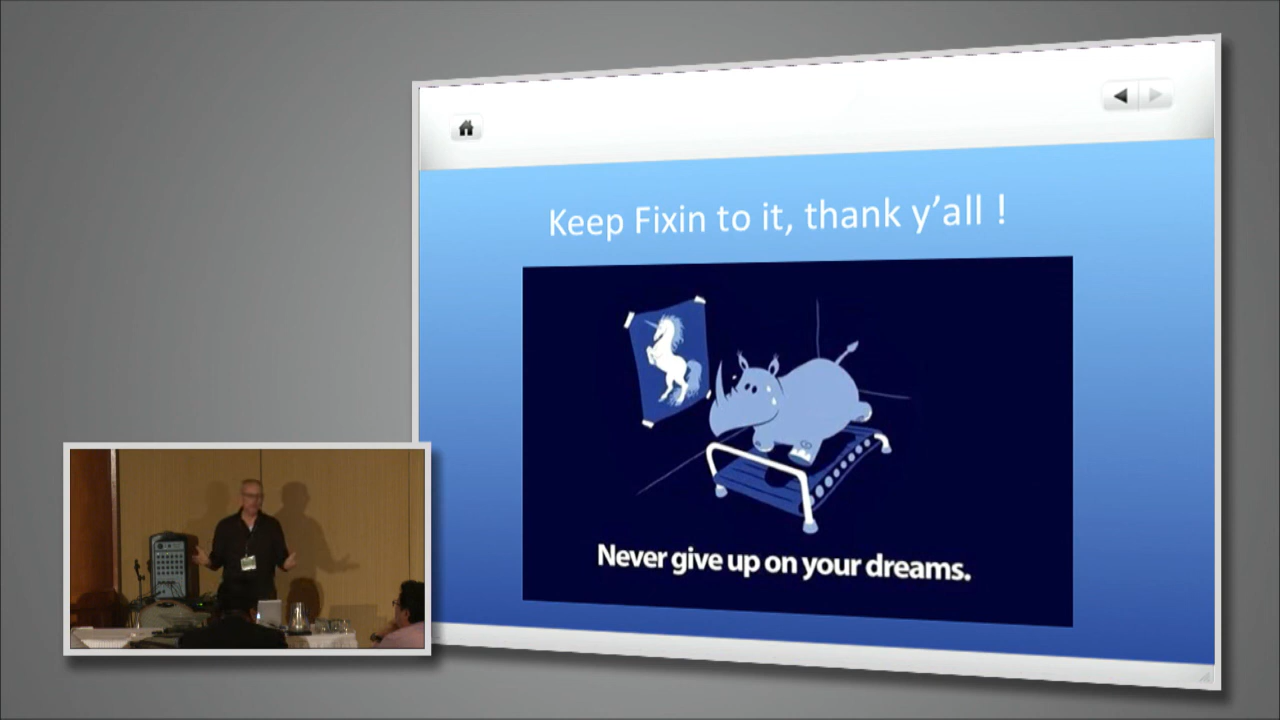 Keep Fixin to it, thank y’all !
Never give up on your dreams.